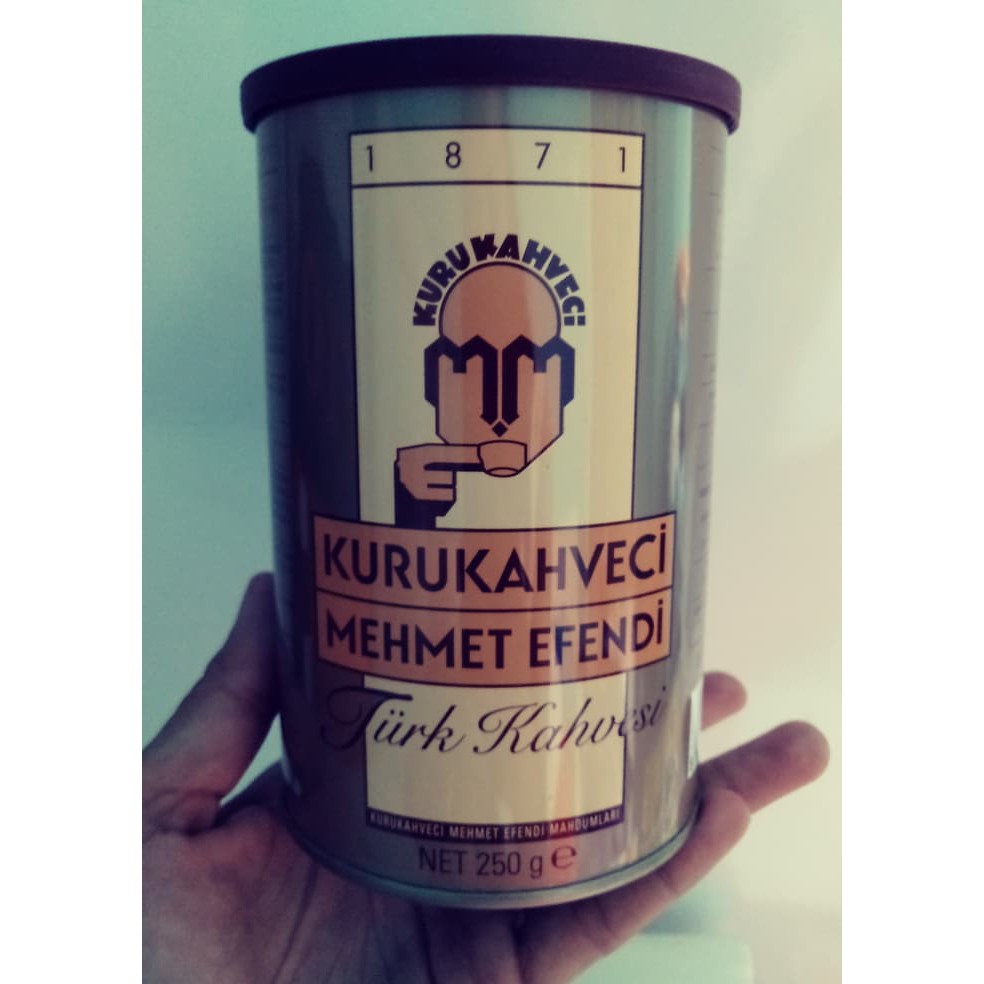 1 8 7 1
KURUKAHVECİ
KURUKAHVECİ
MEHMET EFENDİ
Türk Kahvesi
KURUKAHVECİ MEHMET EFENDİ MAHDUMLARI
NET 250 g ℮